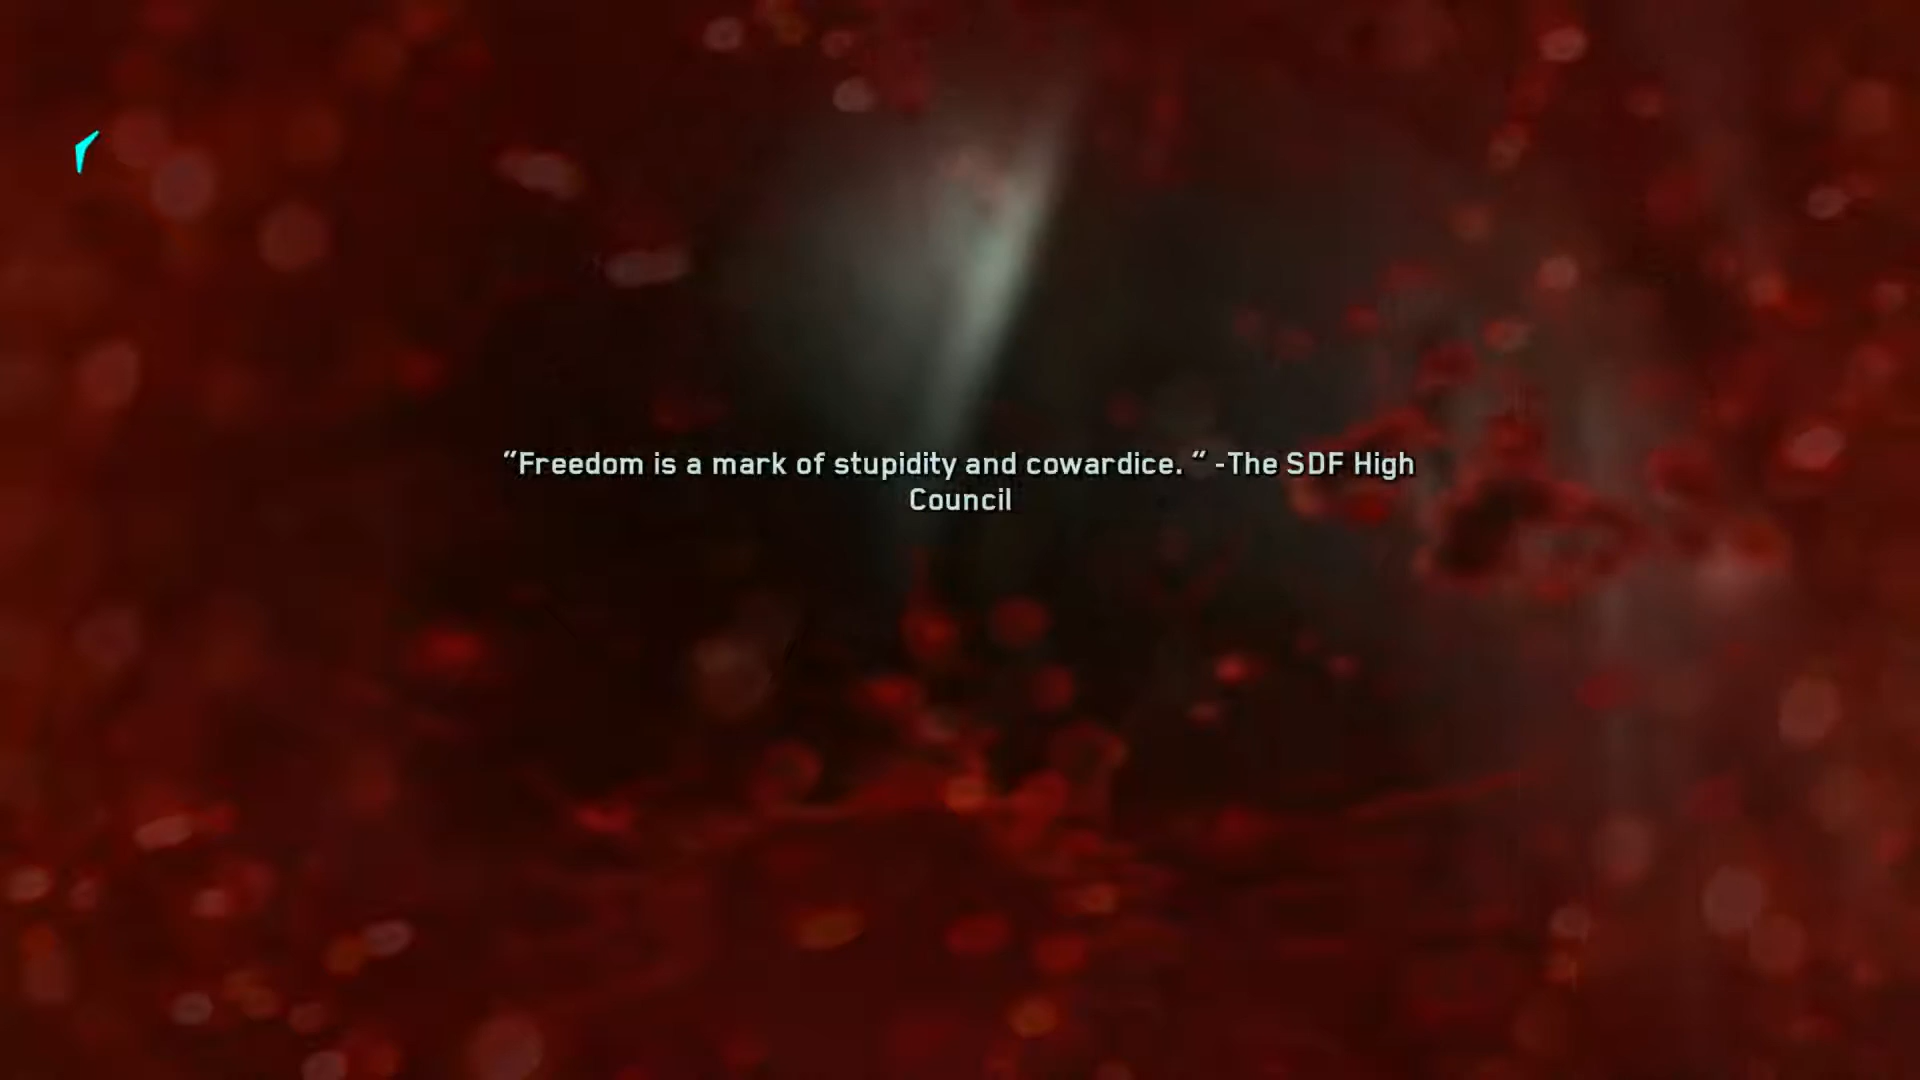 “Freedom is a mark of stupidity and cowardice. “ -The SDF High
Council